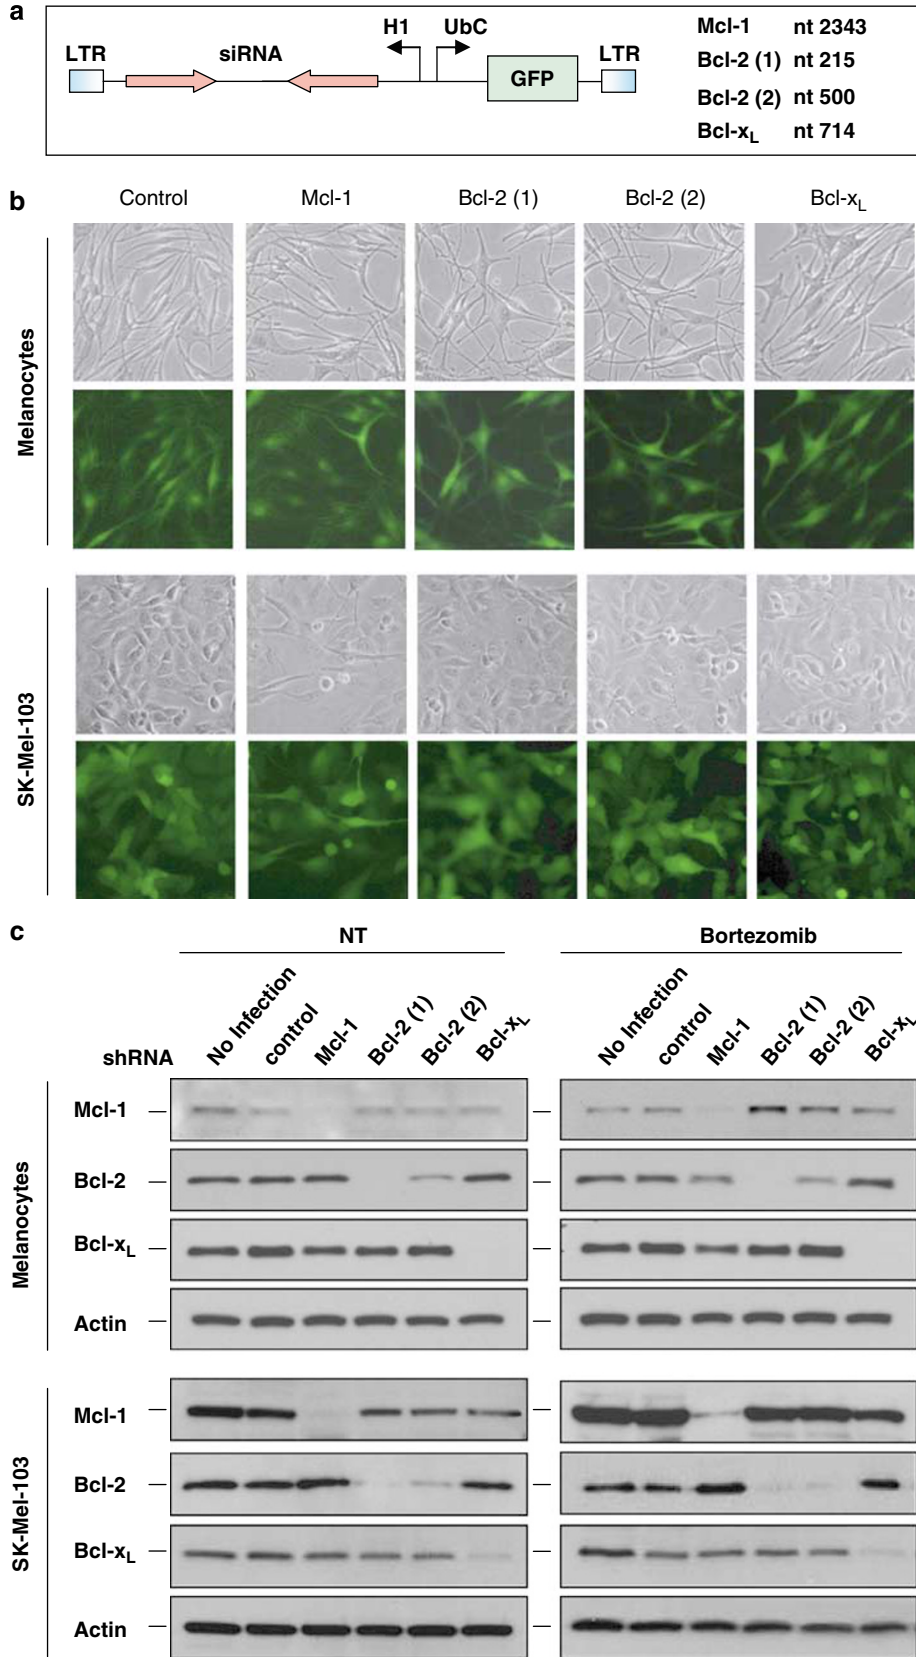 a
LTR siRNA H1 UbC GFP LTR
Mcl-1 nt 2343
Bcl-2 (1) nt 215
Bcl-2 (2) nt 500
Bcl-xL nt 714
b
Control Mcl-1 Bcl-2 (1) Bcl-2 (2) Bcl-xL
Melanocytes
SK-Mel-103
c
NT Bortezomib
shRNA No Infection control Mcl-1 Bcl-2 (1) Bcl-2 (2) Bcl-xL No Infection control Mcl-1 Bcl-2 (1) Bcl-2 (2) Bcl-xL
Melanocytes
Mcl-1
Bcl-2
Bcl-xL
Actin
SK-Mel-103
Mcl-1
Bcl-2
Bcl-xL
Actin